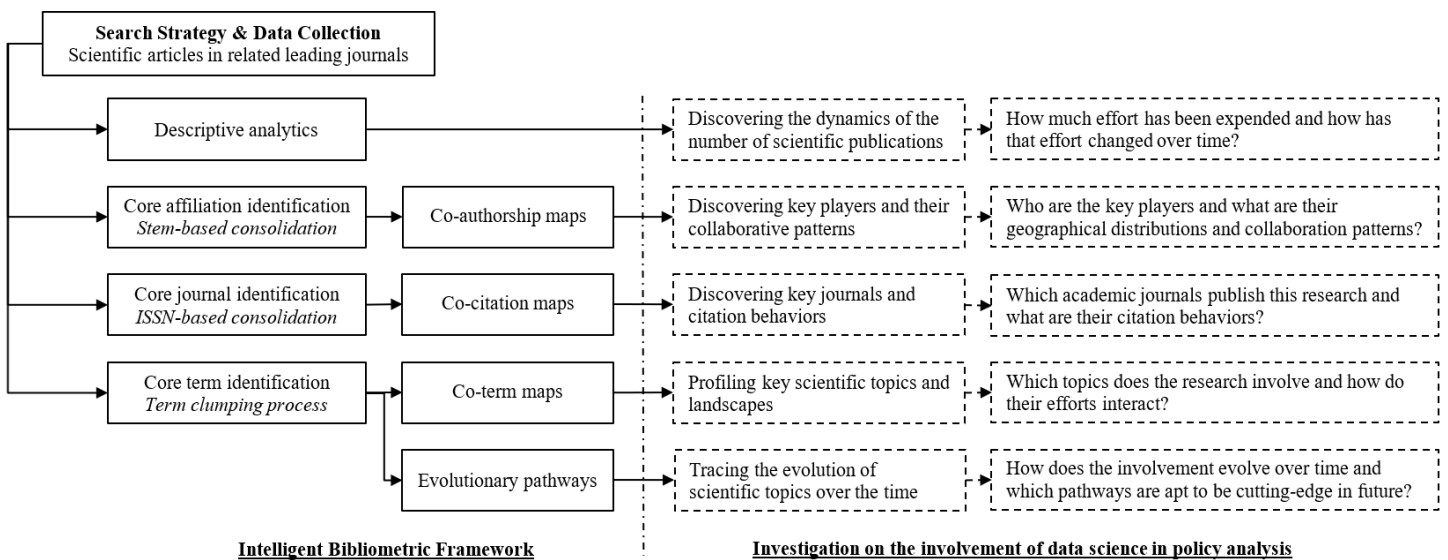 Search Strategy & Data Collection
Scientific articles in related leading journals
Descriptive analytics
Discovering the dynamics of the
number of scientific publications
How much effort has been expended and how has
that effort changed over time?
Core affiliation identification
Stem-based consolidation
Co-authorship maps
Discovering key players and their
collaborative patterns
Who are the key players and what are their
geographical distributions and collaboration patterns?
Core journal identification
ISSN-based consolidation
Co-citation maps
Discovering key journals and
citation behaviors
Which academic journals publish this research and
what are their citation behaviors?
Core term identification
Term clumping process
Co-term maps
Profiling key scientific topics and
landscapes
Which topics does the research involve and how do
their efforts interact?
Evolutionary pathways
Tracing the evolution of
scientific topics over the time
How does the involvement evolve over time and
which pathways are apt to be cutting-edge in future?
Intelligent Bibliometric Framework
Investigation on the involvement of data science in policy analysis